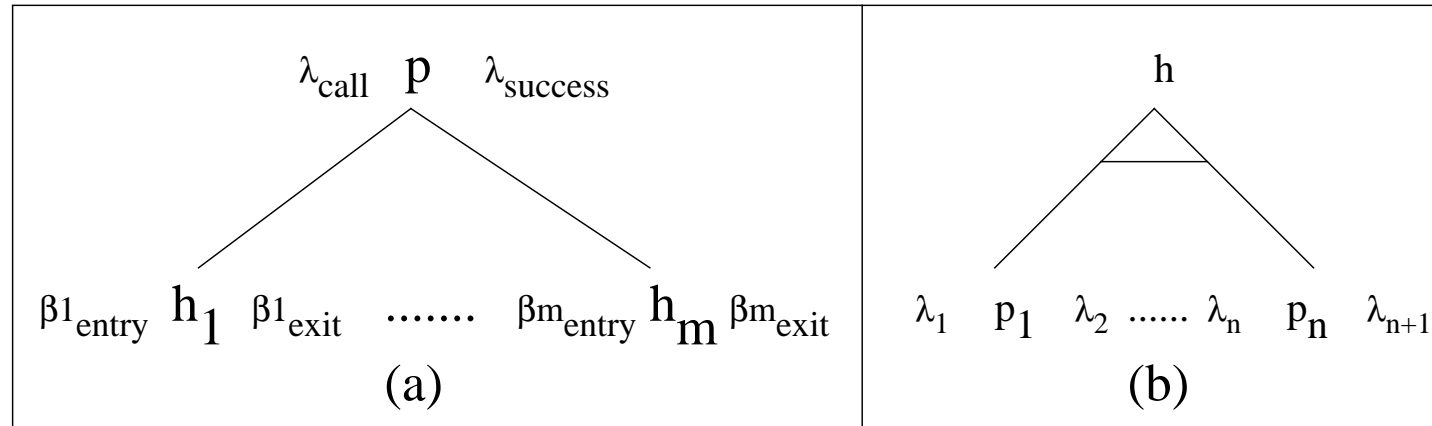 λcall p λsuccess
β1entry h1 β1exit ....... βmentry hm βmexit
(a)
h
λ1 p1 λ2 ...... λn pn λn+1
(b)